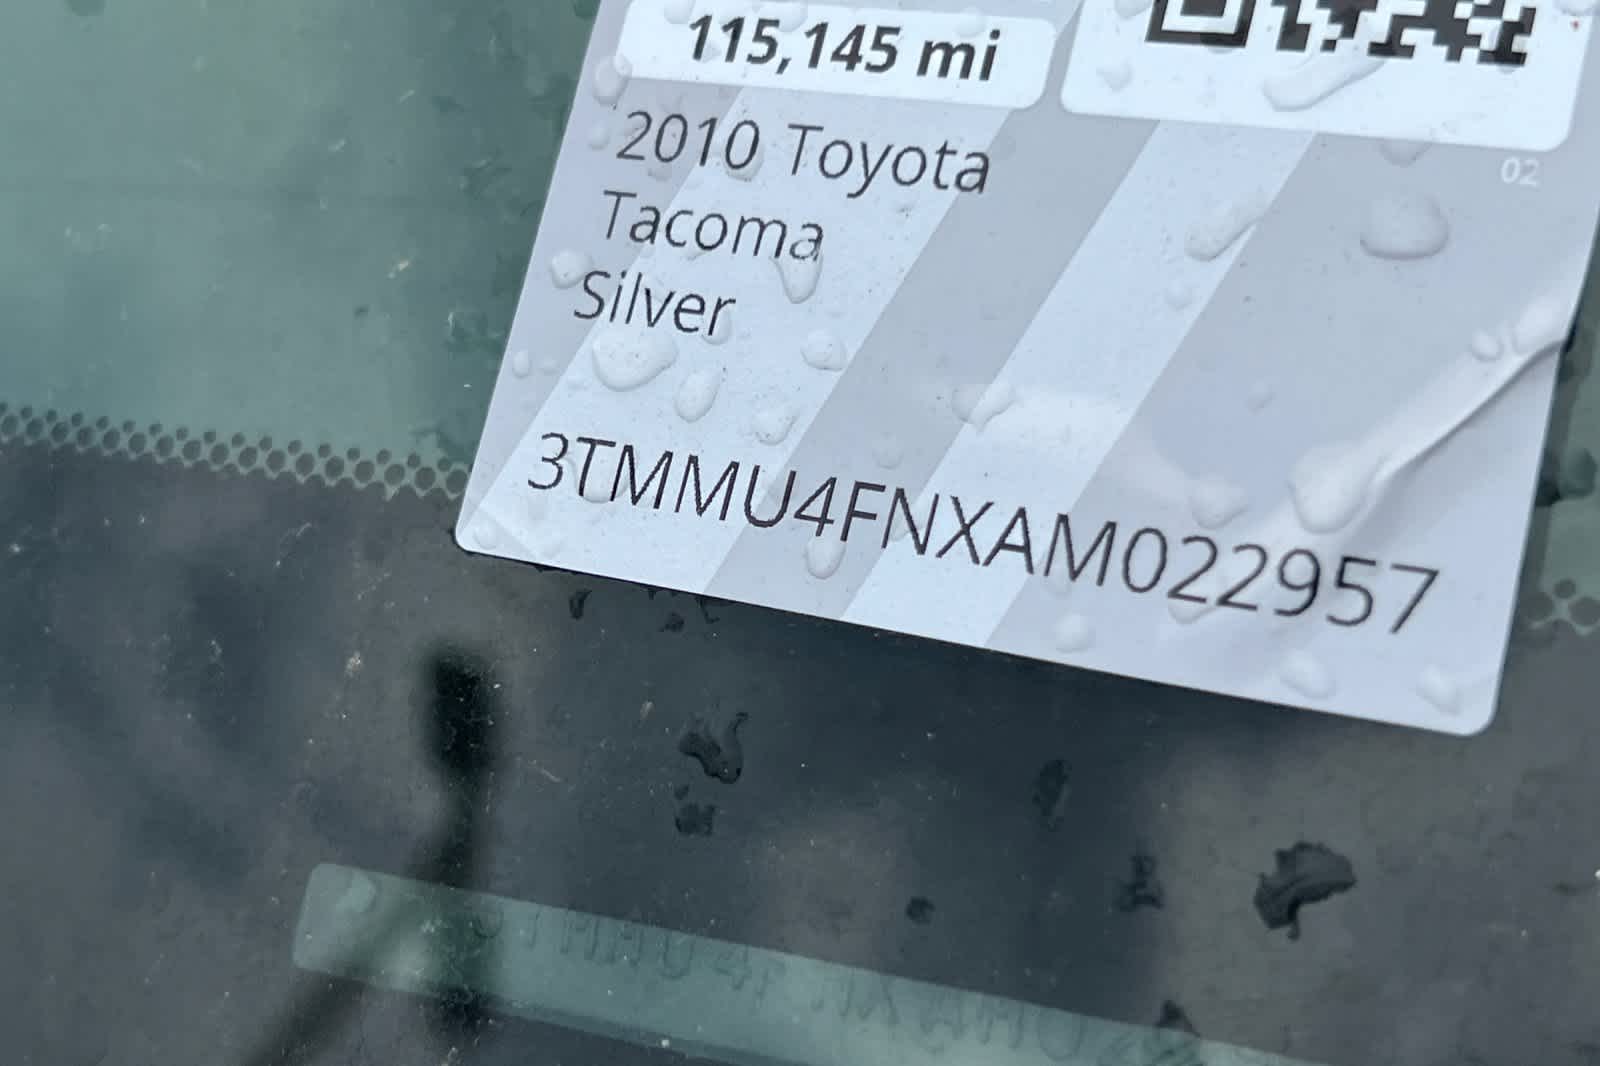 115,145 mi
02
2010 Toyota
Tacoma
Silver
3TMMU4FNXAM022957